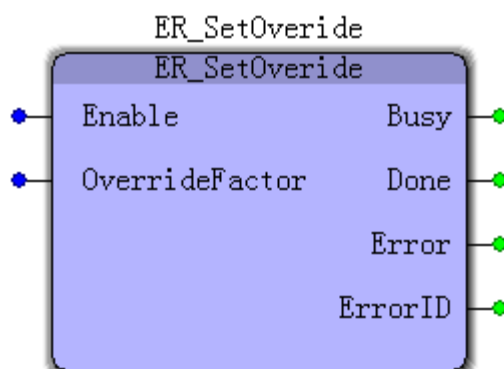 ER_SetOveride
ER_SetOveride
Enable Busy
OverrideFactor Done
Error
ErrorID